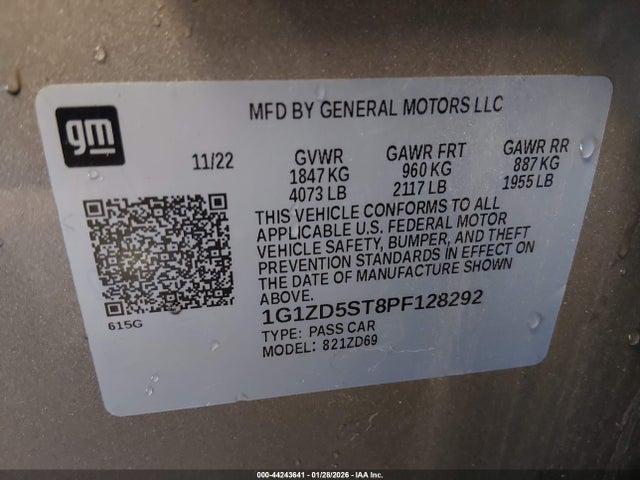 gm
MFD BY GENERAL MOTORS LLC
11/22
GVWR GAWR FRT GAWR RR
1847 KG 960 KG 887 KG
4073 LB 2117 LB 1955 LB
THIS VEHICLE CONFORMS TO ALL
APPLICABLE U.S. FEDERAL MOTOR
VEHICLE SAFETY, BUMPER, AND THEFT
PREVENTION STANDARDS IN EFFECT ON
THE DATE OF MANUFACTURE SHOWN
ABOVE.
615G
1G1ZD5ST8PF128292
TYPE: PASS CAR
MODEL: 821ZD69
000-44243641 | 01/28/2026 | IAA Inc.